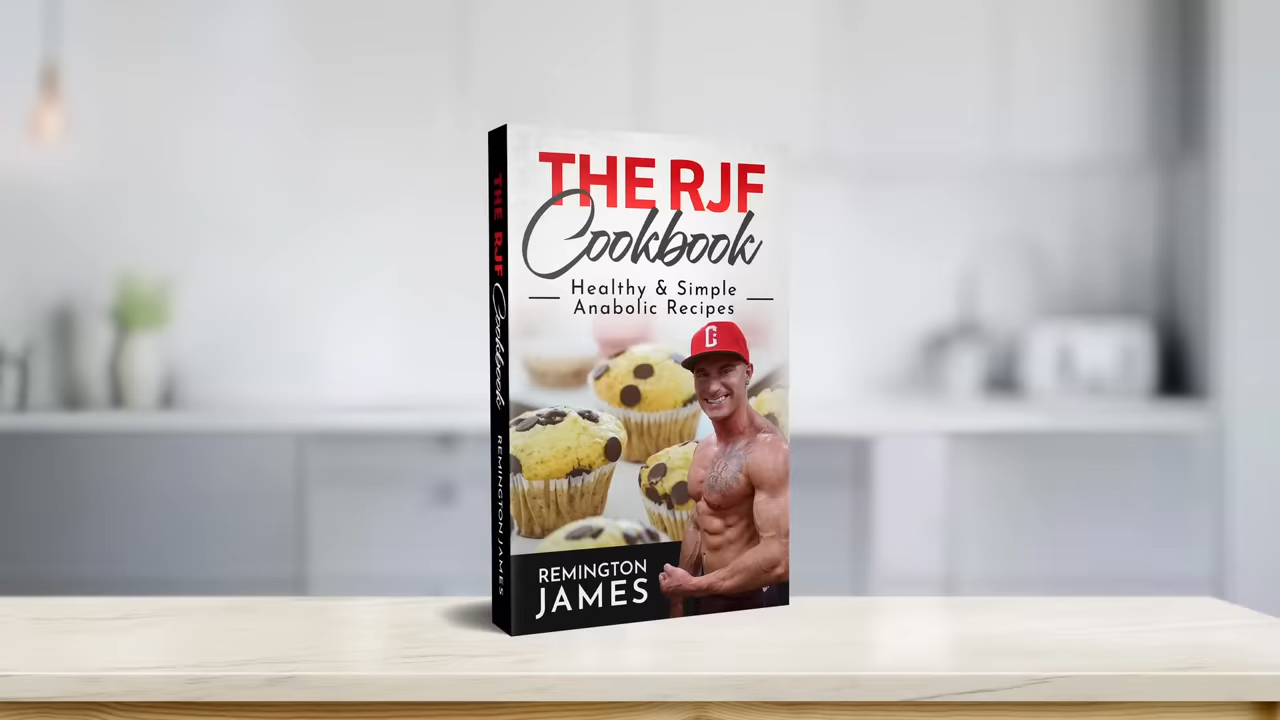 THE RJF
Cookbook
Healthy & Simple
Anabolic Recipes
C
REMINGTON
JAMES
THE RJF Cookbook REMINGTON JAMES